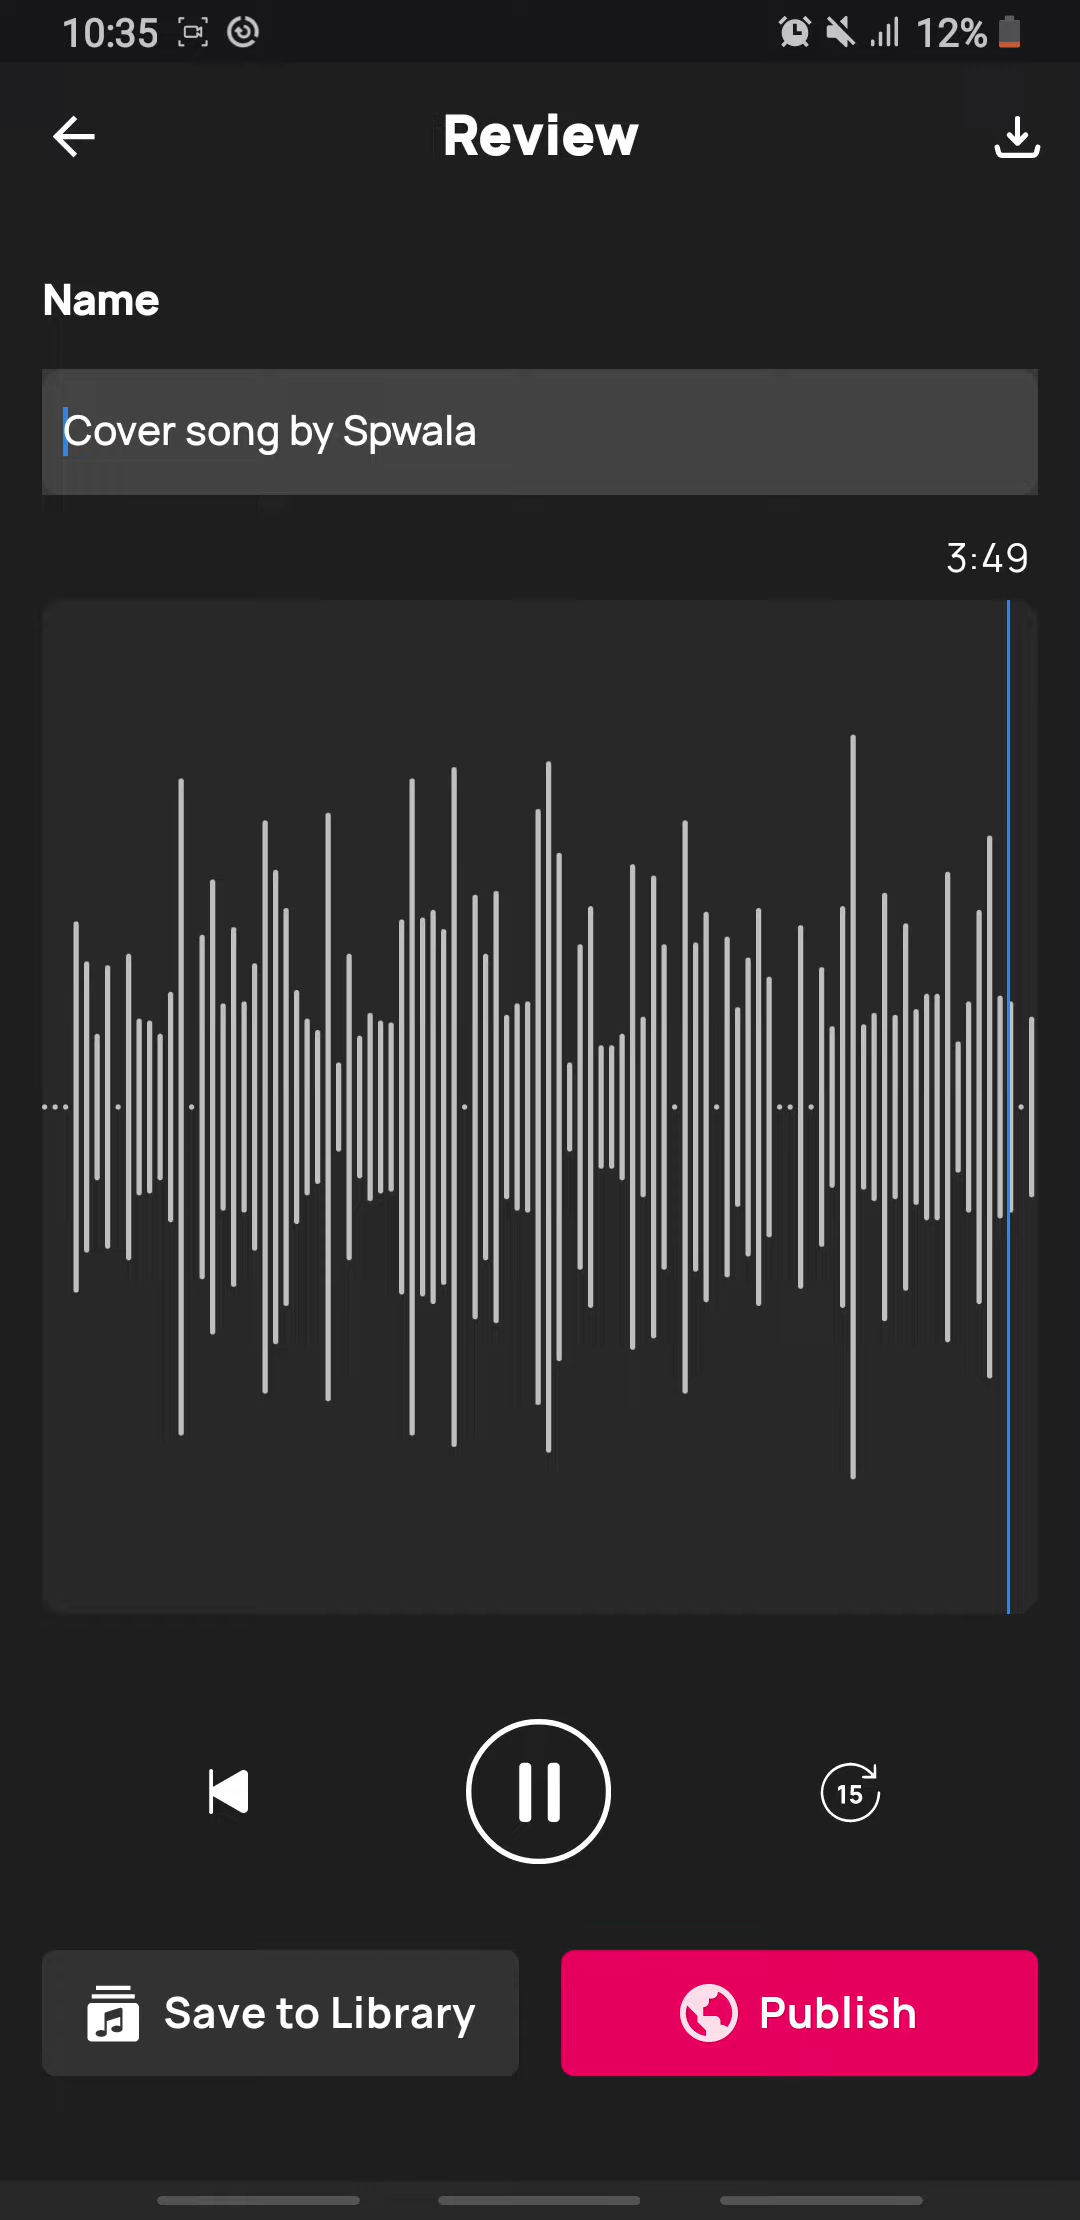 10:35
12%
Review
Name
Cover song by Spwala
3:49
15
Save to Library
Publish